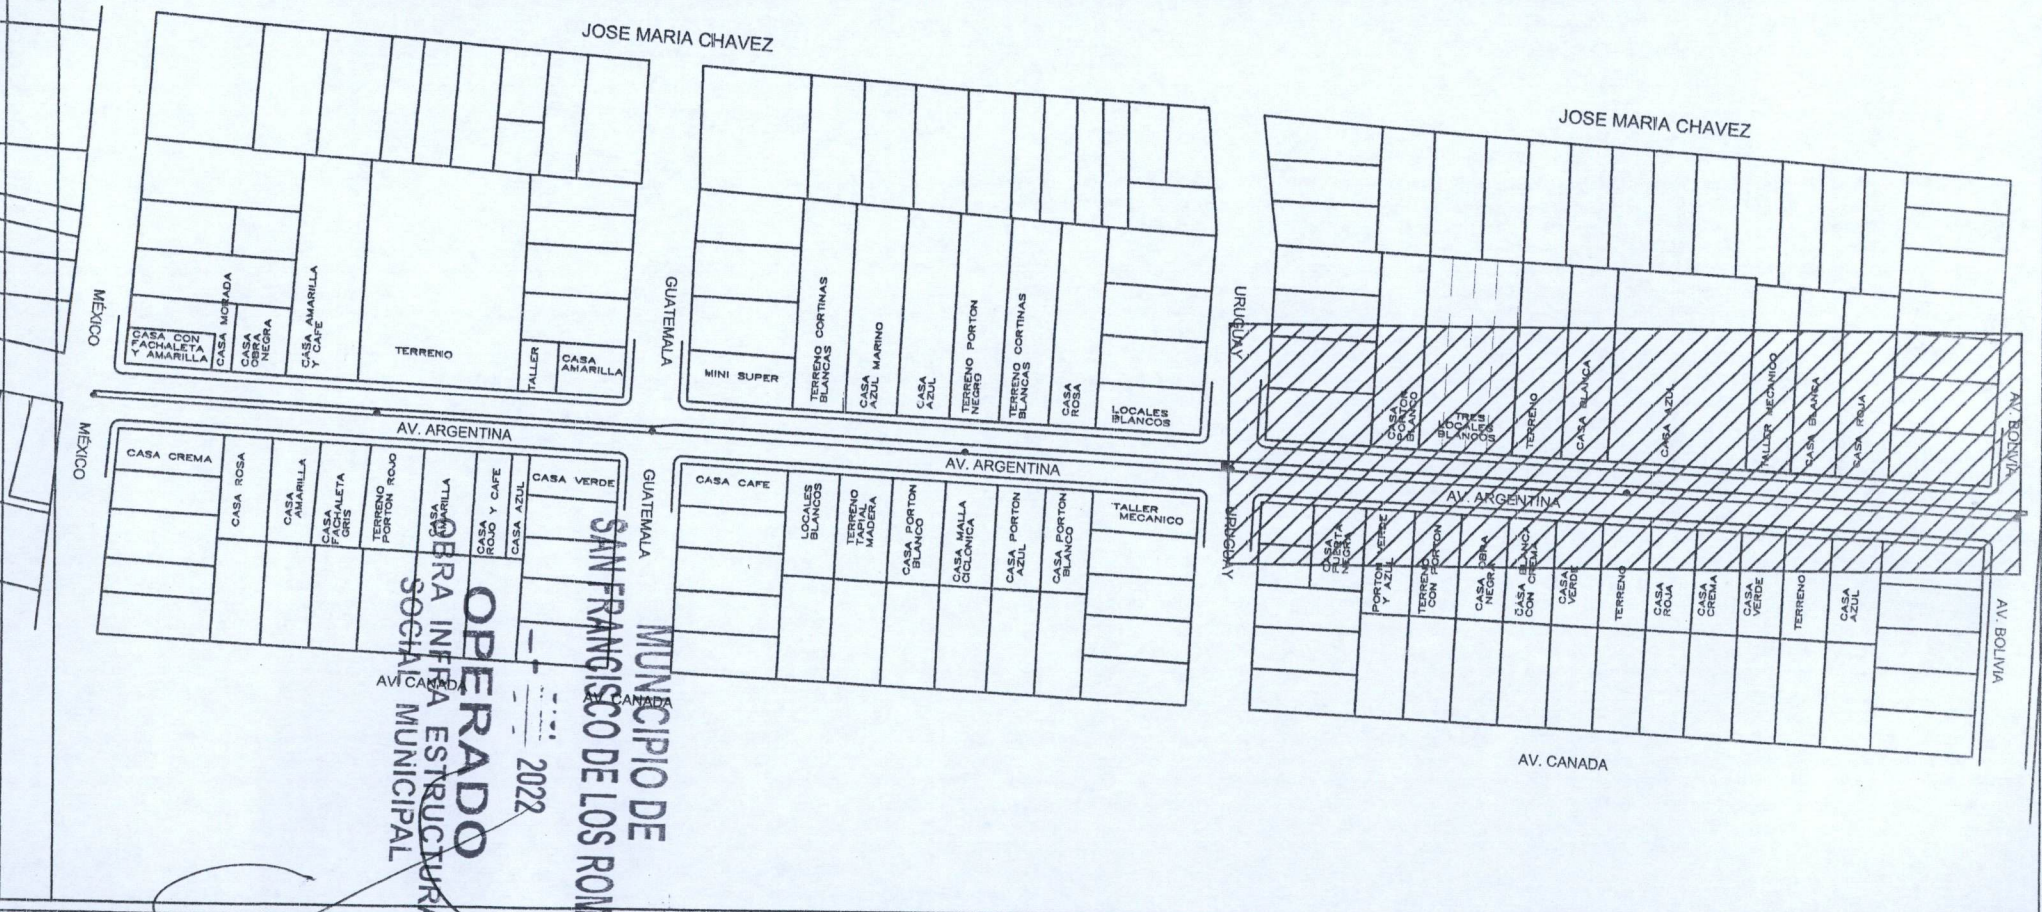 JOSE MARIA CHAVEZ
JOSE MARIA CHAVEZ
MÉXICO
CASA CON
FACHALETA
Y AMARILLA
CASA MORADA
CASA
OBRA
NEGRA
CASA AMARILLA
Y CAFE
TERRENO
TALLER
CASA
AMARILLA
GUATEMALA
MINI SUPER
TERRENO CORTINAS
BLANCAS
CASA
AZUL MARINO
CASA
AZUL
TERRENO PORTON
NEGRO
TERRENO CORTINAS
BLANCAS
CASA
ROSA
LOCALES
BLANCOS
URUGUAY
CASA
PORTON
BLANCO
TRES
LOCALES
BLANCOS
TERRENO
CASA BLANCA
CASA AZUL
TALLER MECANICO
CASA BLANCA
CASA ROJA
AV. BOLIVIA
AV. ARGENTINA
AV. ARGENTINA
AV. ARGENTINA
MÉXICO
CASA CREMA
CASA ROSA
CASA
AMARILLA
CASA
FACHALETA
GRIS
TERRENO
PORTON ROJO
CASA
AMARILLA
CASA
ROJO Y CAFE
CASA AZUL
CASA VERDE
GUATEMALA
CASA CAFE
LOCALES
BLANCOS
TERRENO
TAPIAL
MADERA
CASA PORTON
BLANCO
CASA MALLA
CICLONICA
CASA PORTON
AZUL
CASA PORTON
BLANCO
TALLER
MECANICO
URUGUAY
CASA
PUERTA
NEGRA
PORTON VERDE
Y AZUL
TERRENO
CON PORTON
CASA OBRA
NEGRA
CASA BLANCA
CON CREMA
CASA
VERDE
TERRENO
CASA
ROJA
CASA
CREMA
CASA
VERDE
TERRENO
CASA
AZUL
AV. BOLIVIA
AV. CANADA
AV. CANADA
AV. CANADA
MUNICIPIO DE
SAN FRANCISCO DE LOS ROM
2022
OPERADO
OBRA INFRA ESTRUCTURA
SOCIAL MUNICIPAL